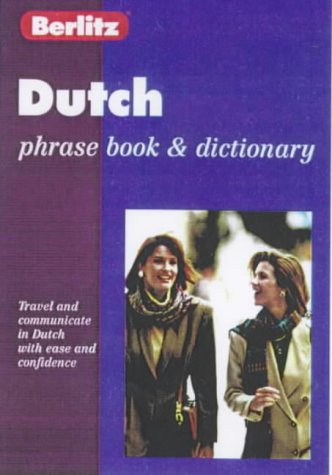 Berlitz
Dutch
phrase book & dictionary
Travel and
communicate
in Dutch
with ease and
confidence